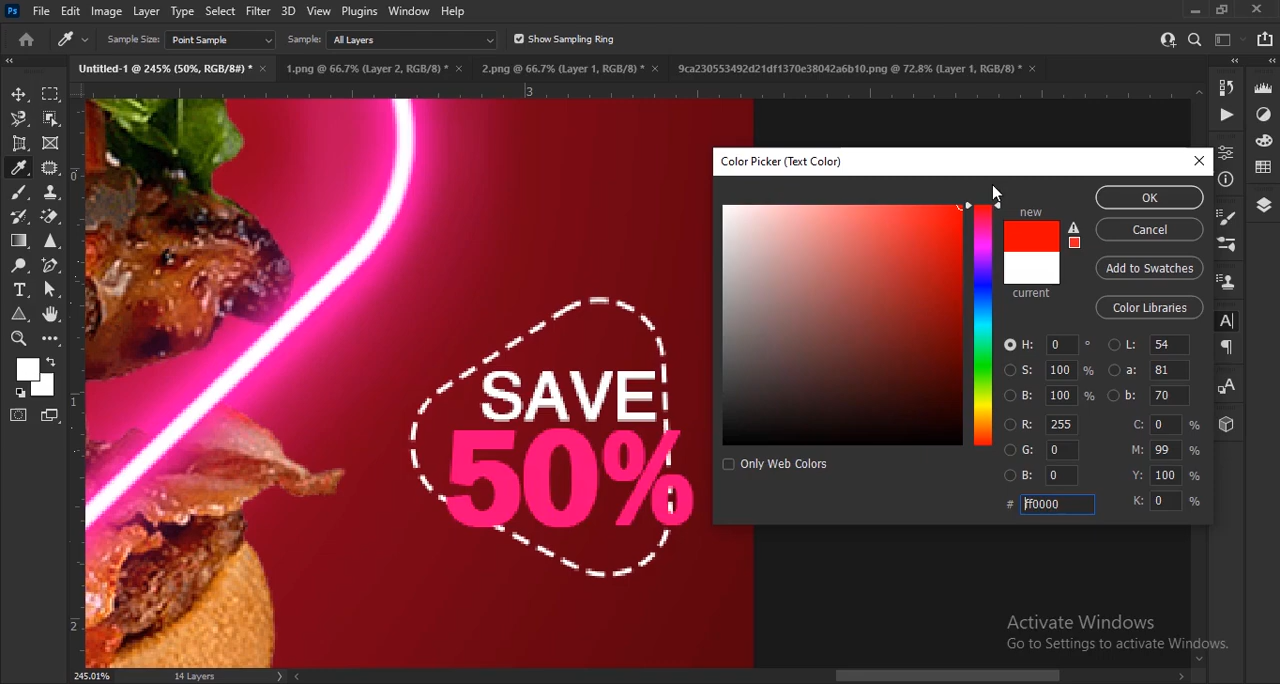 Ps File Edit Image Layer Type Select Filter 3D View Plugins Window Help
Sample Size: Point Sample Sample: All Layers Show Sampling Ring
Untitled-1 @ 245% (50%, RGB/8#) * × 1.png @ 66.7% (Layer 2, RGB/8) * × 2.png @ 66.7% (Layer 1, RGB/8) * × 9ca230553492d21df1370e38042a6b10.png @ 72.8% (Layer 1, RGB/8) * ×
3
0
1
2
SAVE
50%
Color Picker (Text Color)
new
current
OK
Cancel
Add to Swatches
Color Libraries
H: 0 ° L: 54
S: 100 % a: 81
B: 100 % b: 70
R: 255 C: 0 %
G: 0 M: 99 %
B: 0 Y: 100 %
# ff0000 K: 0 %
Only Web Colors
Activate Windows
Go to Settings to activate Windows.
245.01% 14 Layers